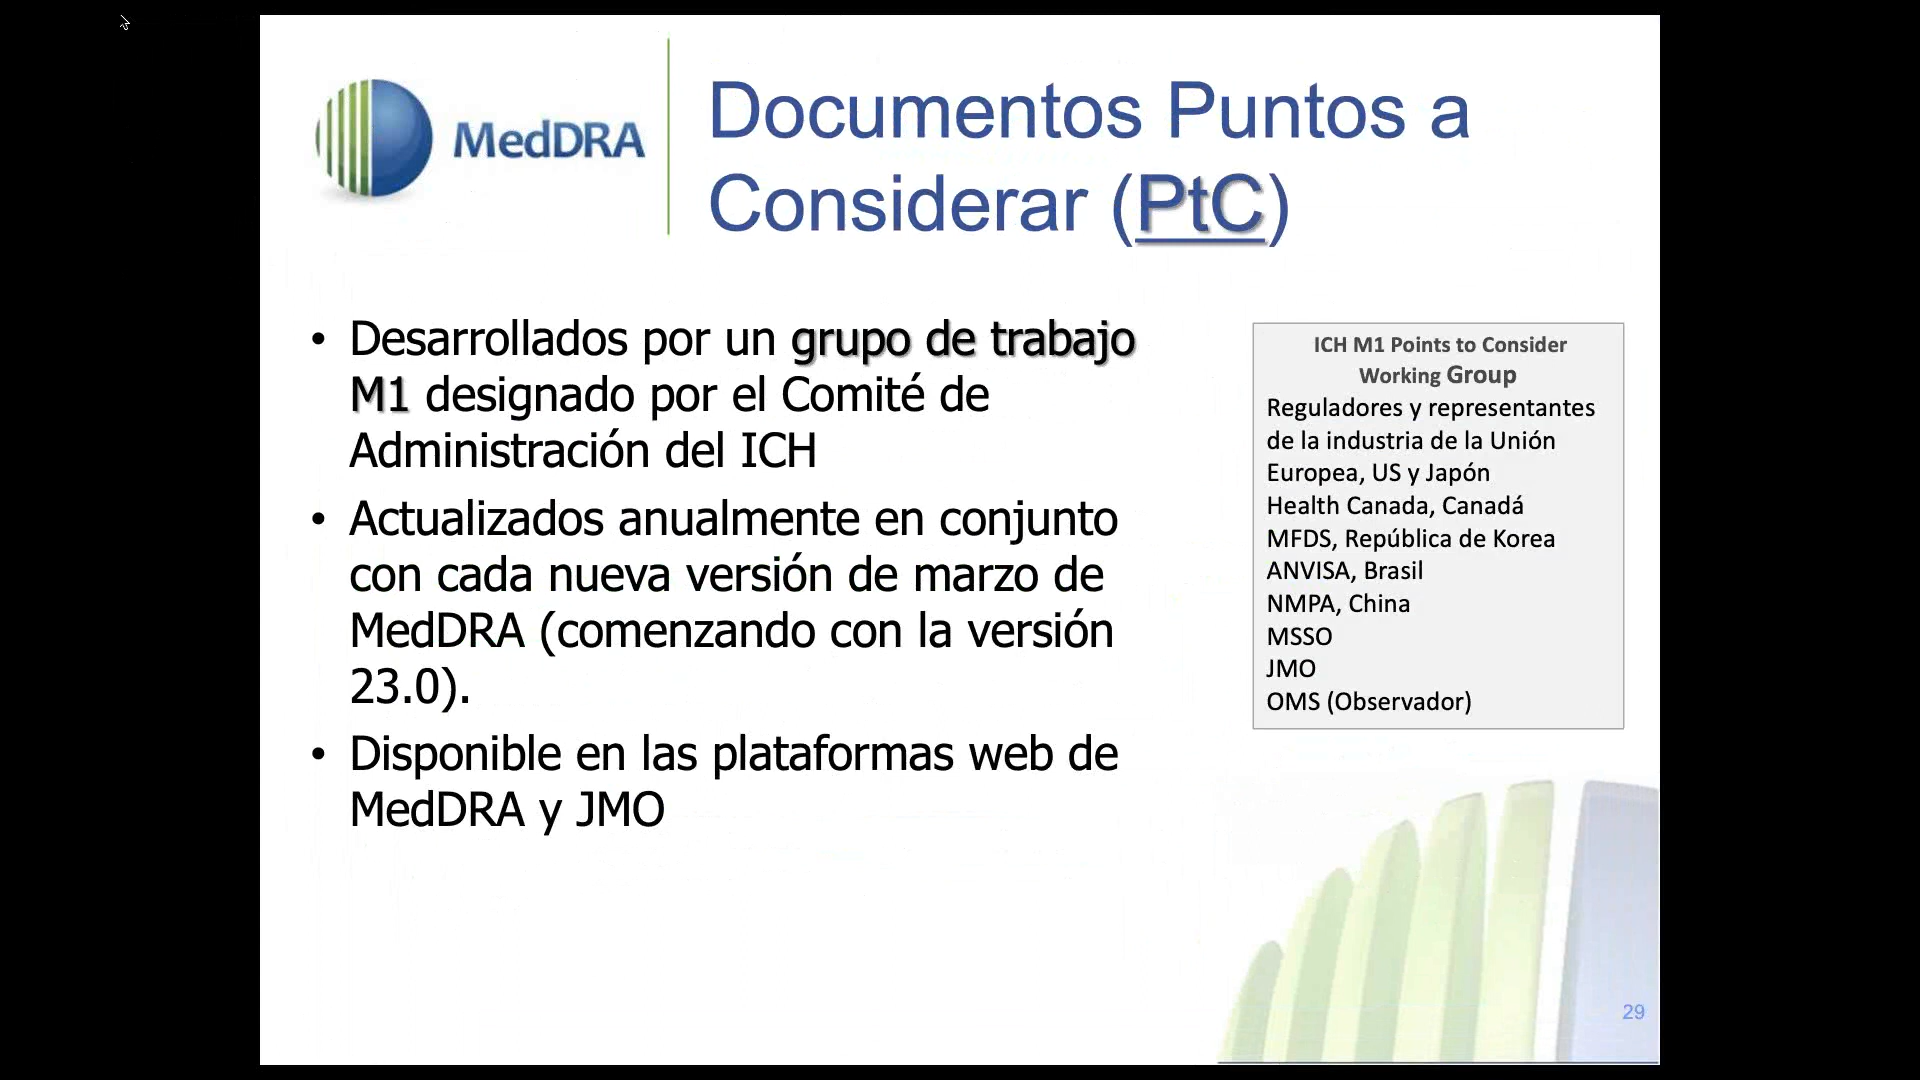 MedDRA
Documentos Puntos a
Considerar (PtC)
• Desarrollados por un grupo de trabajo
M1 designado por el Comité de
Administración del ICH
• Actualizados anualmente en conjunto
con cada nueva versión de marzo de
MedDRA (comenzando con la versión
23.0).
• Disponible en las plataformas web de
MedDRA y JMO
ICH M1 Points to Consider
Working Group
Reguladores y representantes
de la industria de la Unión
Europea, US y Japón
Health Canada, Canadá
MFDS, República de Korea
ANVISA, Brasil
NMPA, China
MSSO
JMO
OMS (Observador)
29